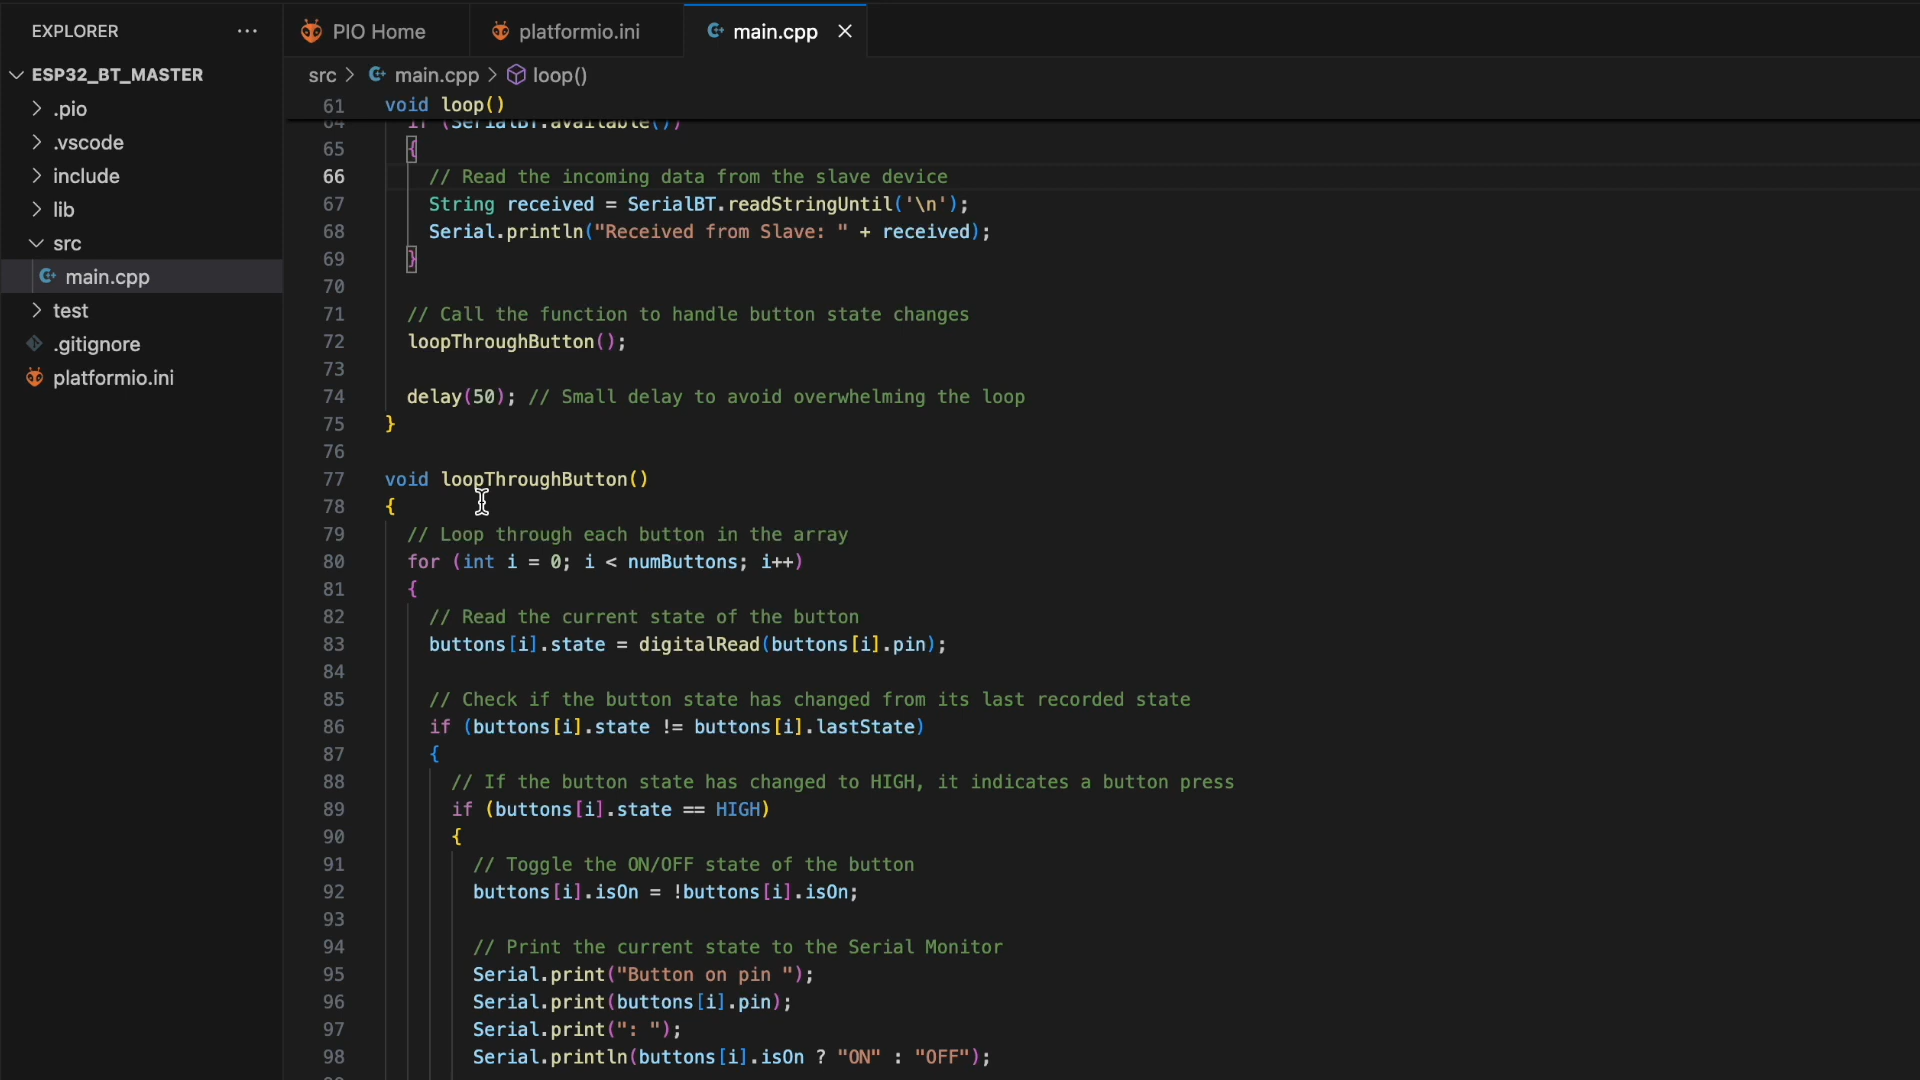 EXPLORER ...
PIO Home
platformio.ini
main.cpp
ESP32_BT_MASTER
.pio
.vscode
include
lib
src
main.cpp
test
.gitignore
platformio.ini
src > main.cpp > loop()
61 void loop()
64 if (SerialBT.available())
65 {
66 // Read the incoming data from the slave device
67 String received = SerialBT.readStringUntil('\n');
68 Serial.println("Received from Slave: " + received);
69 }
70
71 // Call the function to handle button state changes
72 loopThroughButton();
73
74 delay(50); // Small delay to avoid overwhelming the loop
75 }
76
77 void loopThroughButton()
78 {
79 // Loop through each button in the array
80 for (int i = 0; i < numButtons; i++)
81 {
82 // Read the current state of the button
83 buttons[i].state = digitalRead(buttons[i].pin);
84
85 // Check if the button state has changed from its last recorded state
86 if (buttons[i].state != buttons[i].lastState)
87 {
88 // If the button state has changed to HIGH, it indicates a button press
89 if (buttons[i].state == HIGH)
90 {
91 // Toggle the ON/OFF state of the button
92 buttons[i].isOn = !buttons[i].isOn;
93
94 // Print the current state to the Serial Monitor
95 Serial.print("Button on pin ");
96 Serial.print(buttons[i].pin);
97 Serial.print(": ");
98 Serial.println(buttons[i].isOn ? "ON" : "OFF");